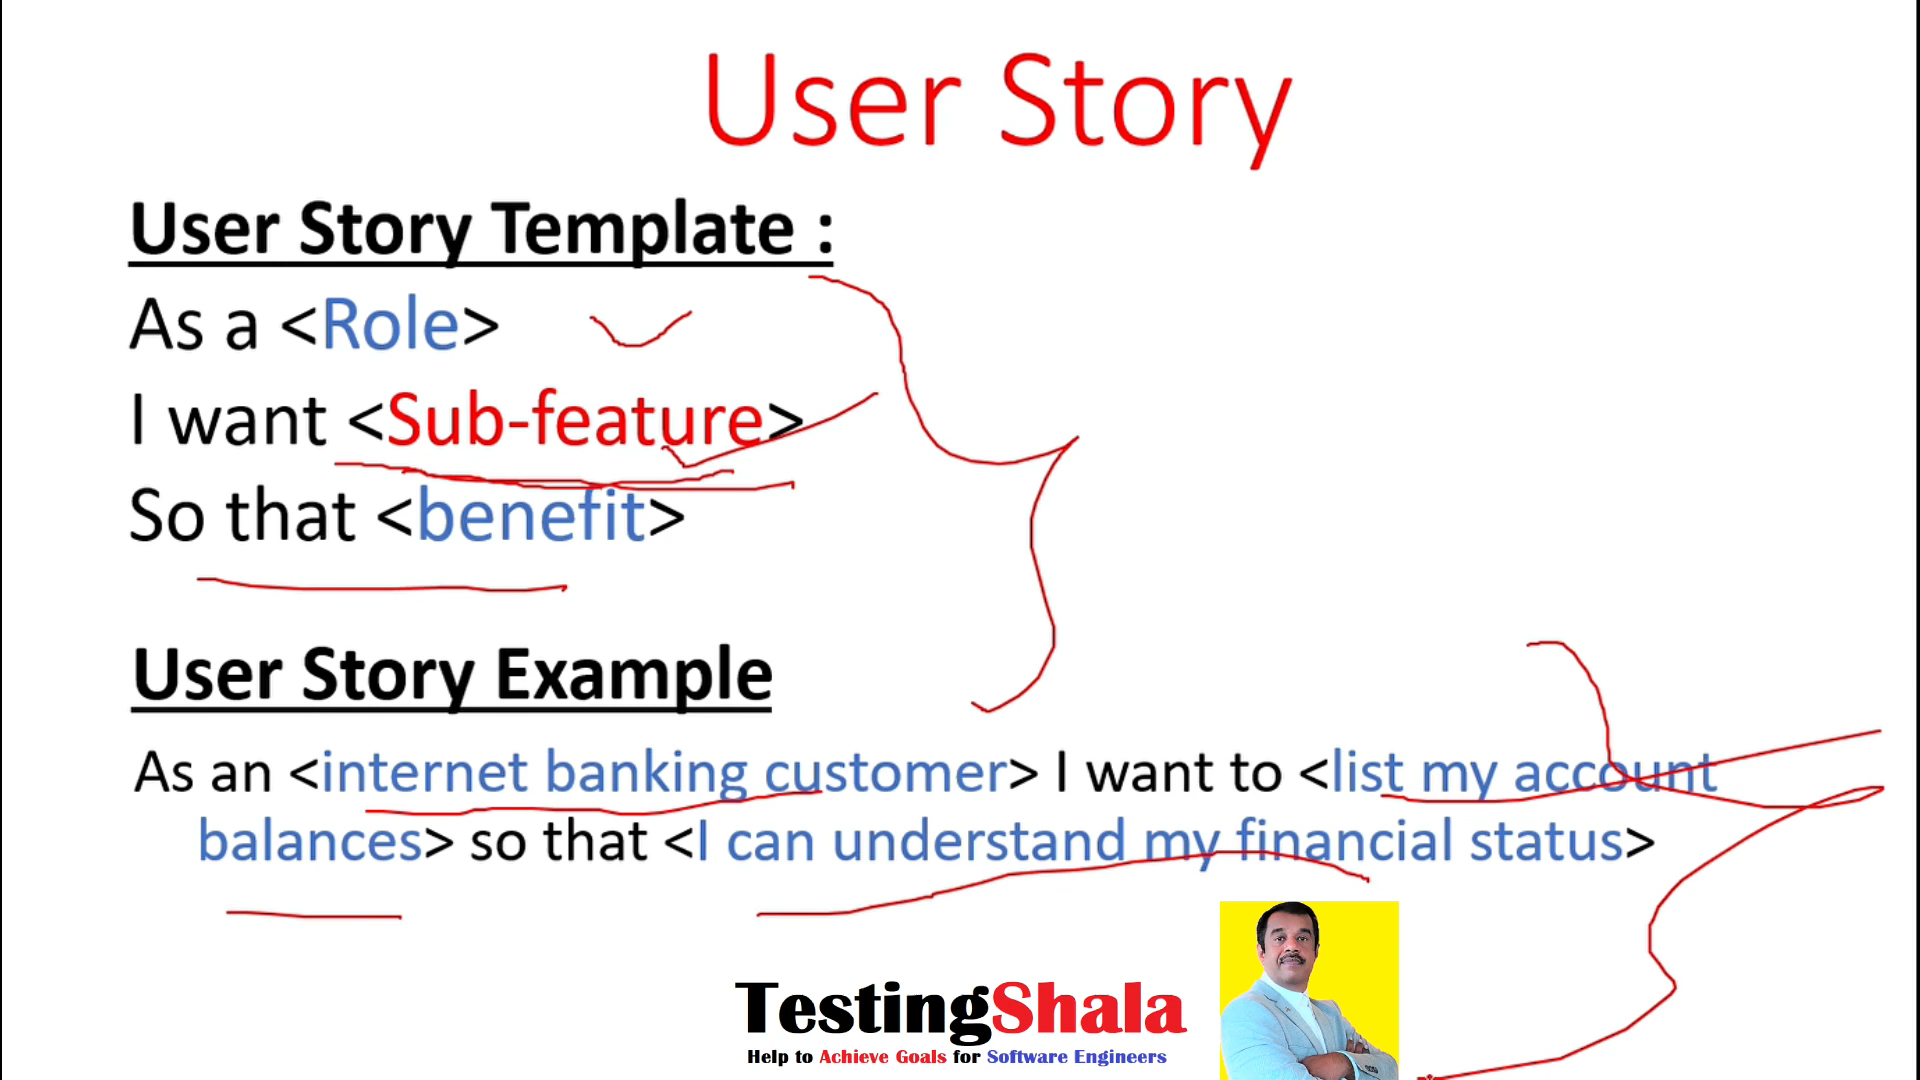 User Story
User Story Template :
As a <Role>
I want <Sub-feature>
So that <benefit>
User Story Example
As an <internet banking customer> I want to <list my account
balances> so that <I can understand my financial status>
TestingShala
Help to Achieve Goals for Software Engineers